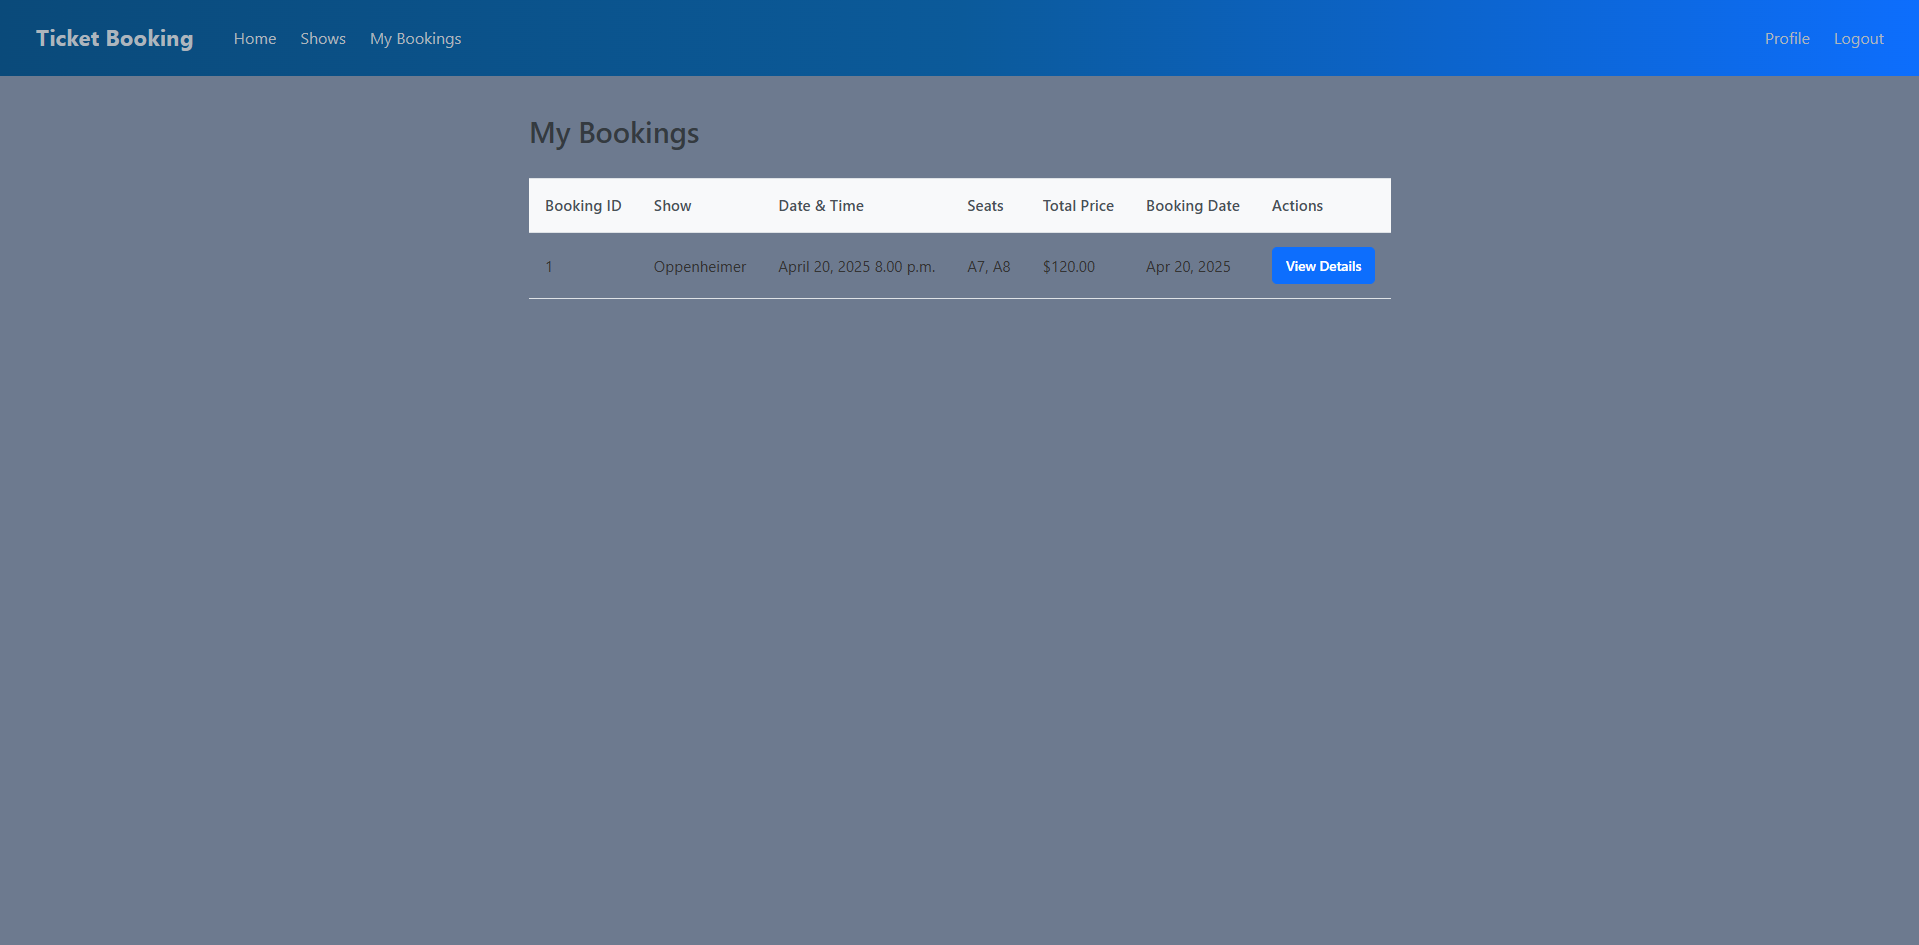 Ticket Booking Home Shows My Bookings Profile Logout
My Bookings
Booking ID Show Date & Time Seats Total Price Booking Date Actions
1 Oppenheimer April 20, 2025 8.00 p.m. A7, A8 $120.00 Apr 20, 2025 View Details